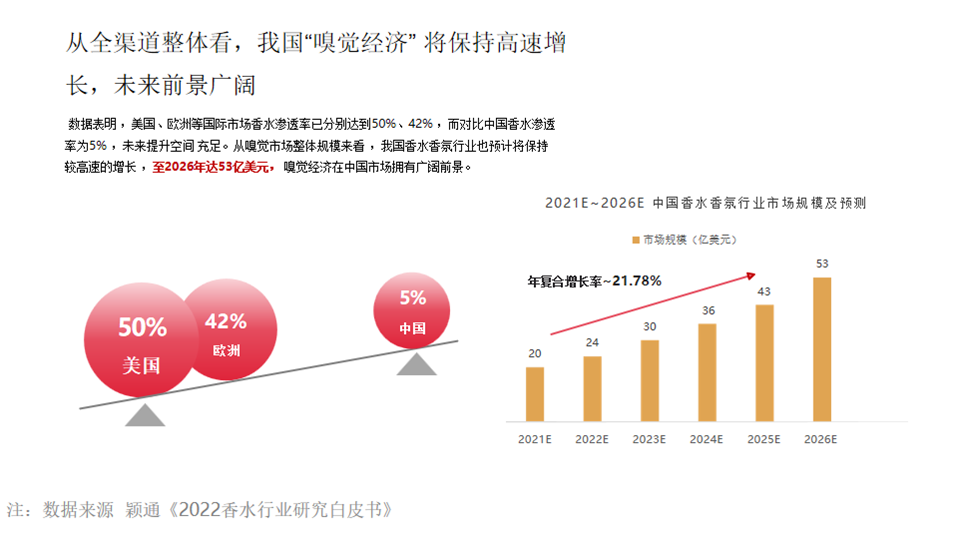 从全渠道整体看，我国“嗅觉经济” 将保持高速增
长，未来前景广阔
数据表明，美国、欧洲等国际市场香水渗透率已分别达到50%、42%，而对比中国香水渗透
率为5%，未来提升空间 充足。从嗅觉市场整体规模来看，我国香水香氛行业也预计将保持
较高速的增长，至2026年达53亿美元， 嗅觉经济在中国市场拥有广阔前景。
2021E~2026E 中国香水香氛行业市场规模及预测
市场规模（亿美元）
年复合增长率~21.78%
50%
美国
42%
欧洲
5%
中国
20
24
30
36
43
53
2021E
2022E
2023E
2024E
2025E
2026E
注：数据来源 颖通《2022香水行业研究白皮书》